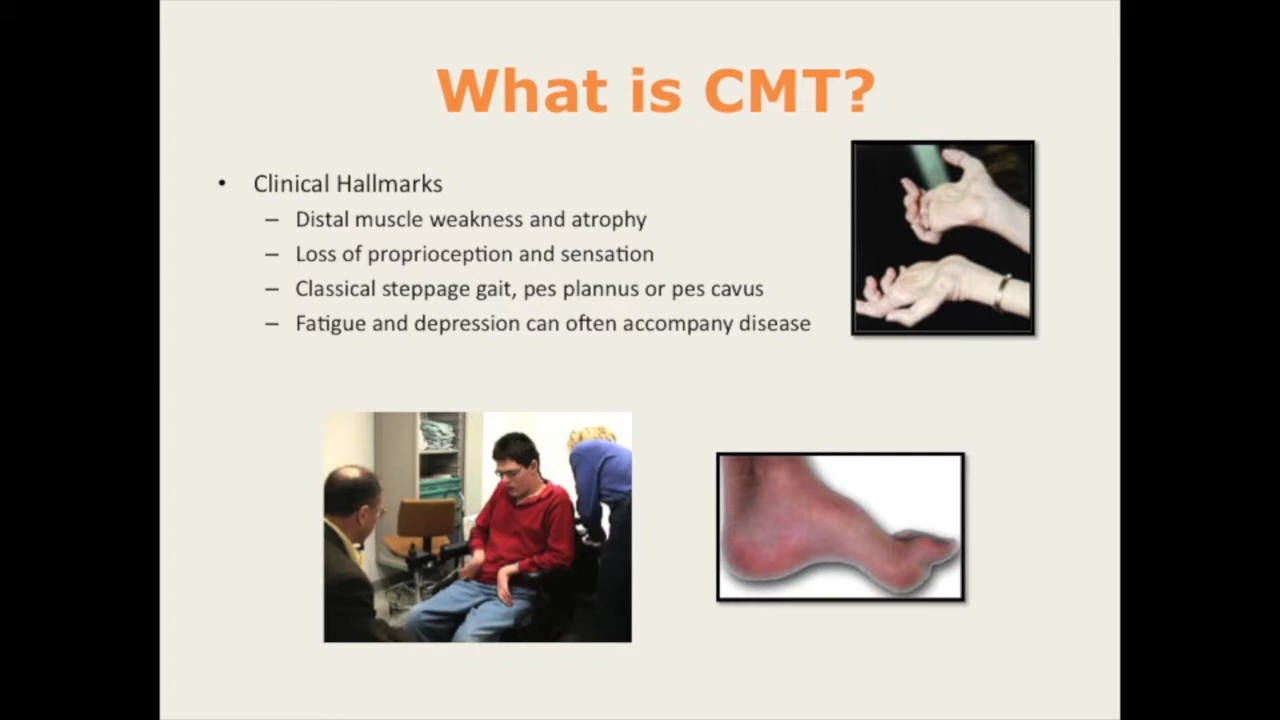 What is CMT?
• Clinical Hallmarks
– Distal muscle weakness and atrophy
– Loss of proprioception and sensation
– Classical steppage gait, pes plannus or pes cavus
– Fatigue and depression can often accompany disease